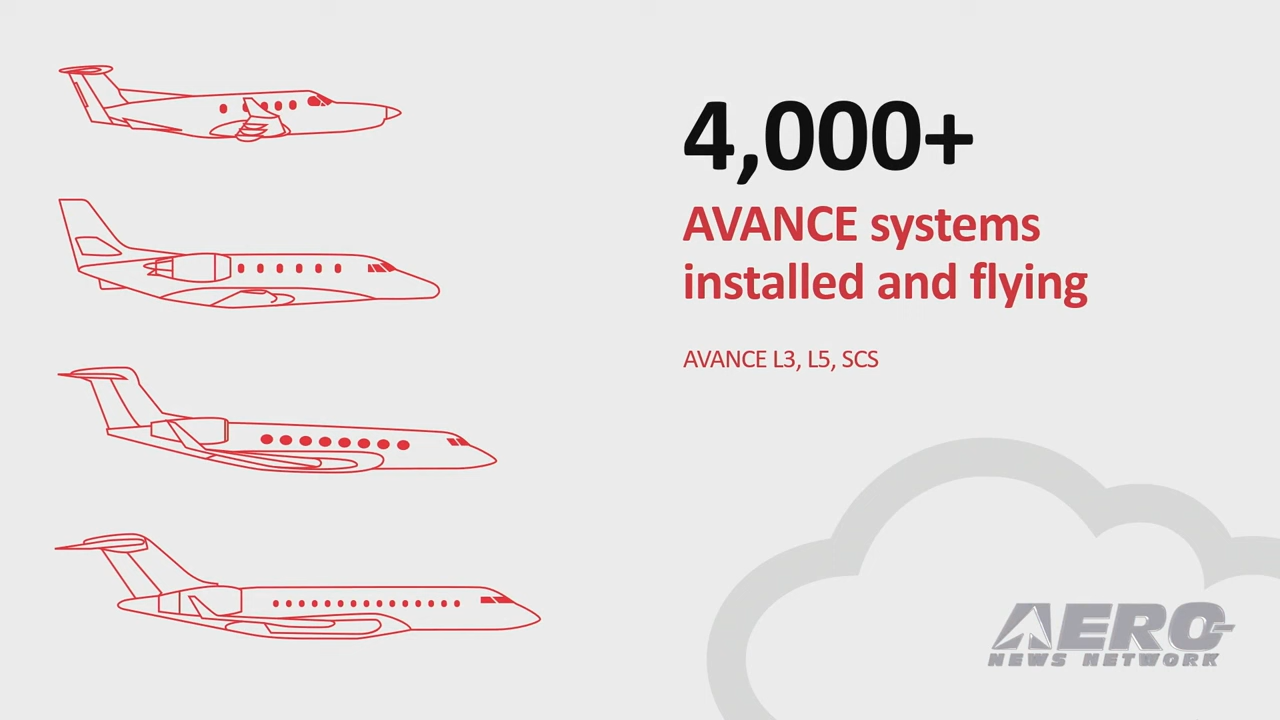 4,000+
AVANCE systems
installed and flying
AVANCE L3, L5, SCS
AERO
NEWS NETWORK